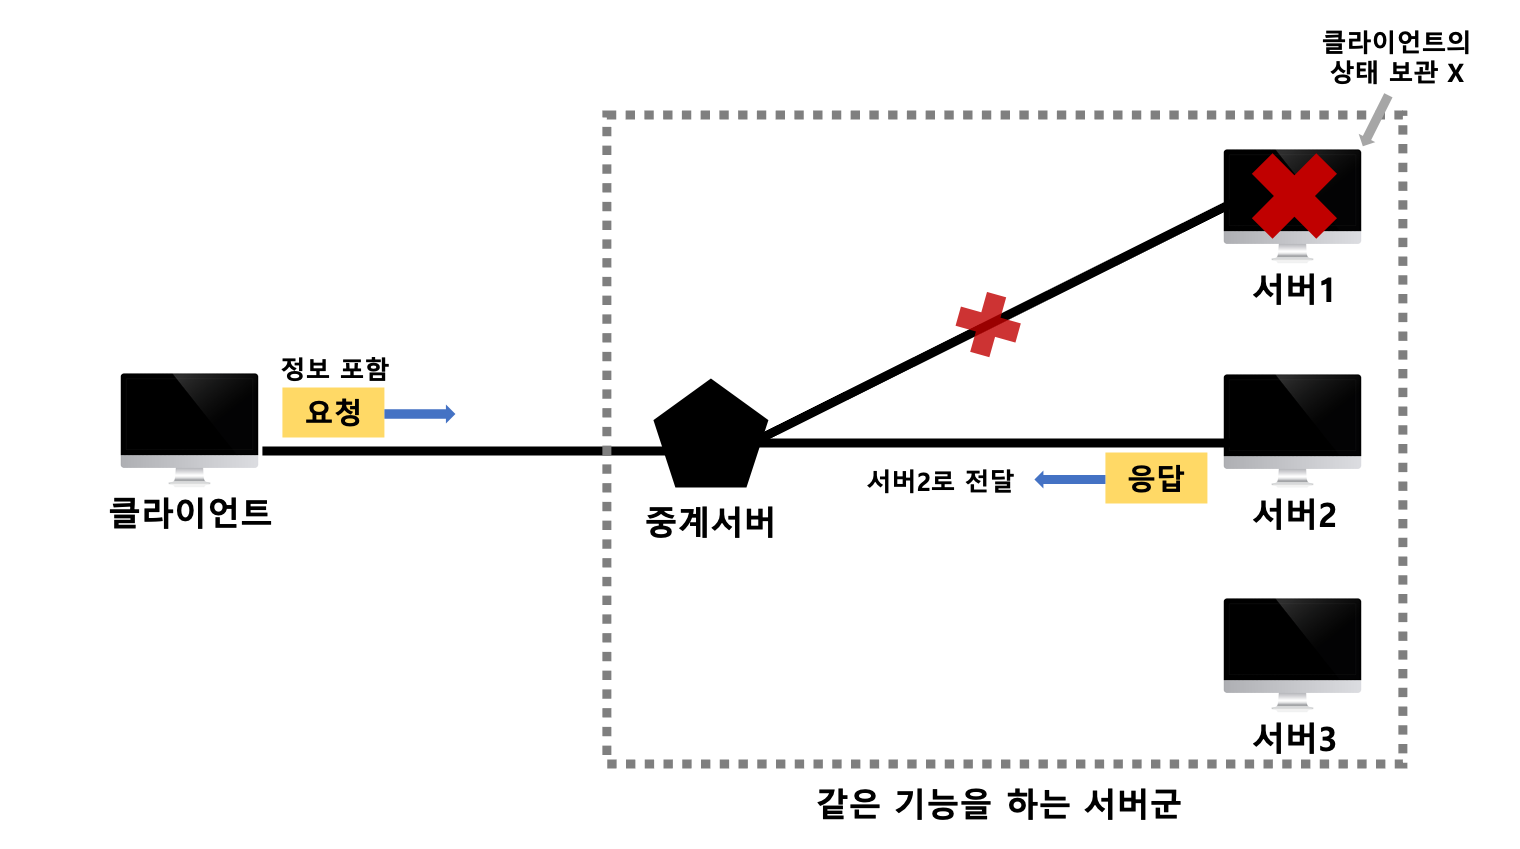 클라이언트의
상태 보관 X
서버1
정보 포함
요청
클라이언트
중계서버
서버2로 전달
응답
서버2
서버3
같은 기능을 하는 서버군